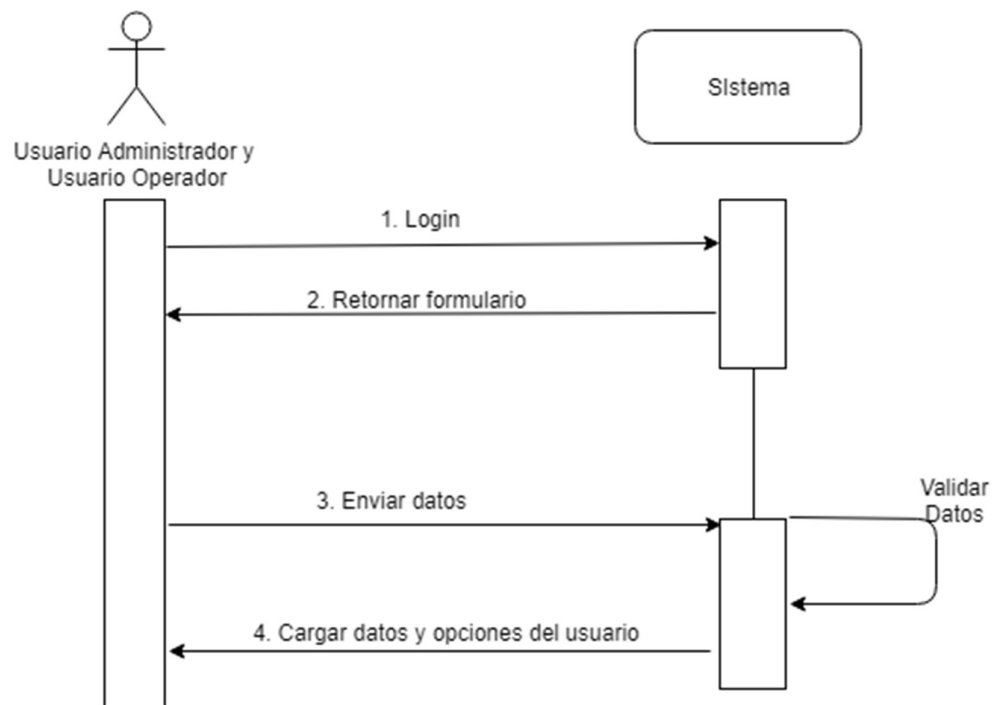 Usuario Administrador y
Usuario Operador
SIstema
1. Login
2. Retornar formulario
3. Enviar datos
Validar
Datos
4. Cargar datos y opciones del usuario